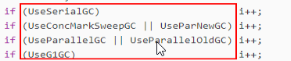 if (UseSerialGC) i++;
if (UseConcMarkSweepGC || UseParNewGC) i++;
if (UseParallelGC || UseParallelOldGC) i++;
if (UseG1GC) i++;